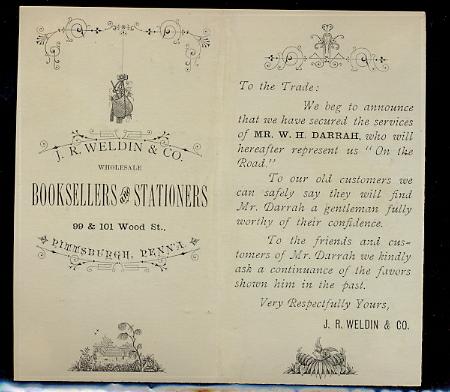 J. R. WELDIN & CO.
WHOLESALE
BOOKSELLERS AND STATIONERS
99 & 101 Wood St.,
PITTSBURGH, PENNA
To the Trade:
We beg to announce
that we have secured the services
of MR. W. H. DARRAH, who will
hereafter represent us "On the
Road."
To our old customers we
can safely say they will find
Mr. Darrah a gentleman fully
worthy of their confidence.
To the friends and cus-
tomers of Mr. Darrah we kindly
ask a continuance of the favors
shown him in the past.
Very Respectfully Yours,
J. R. WELDIN & CO.